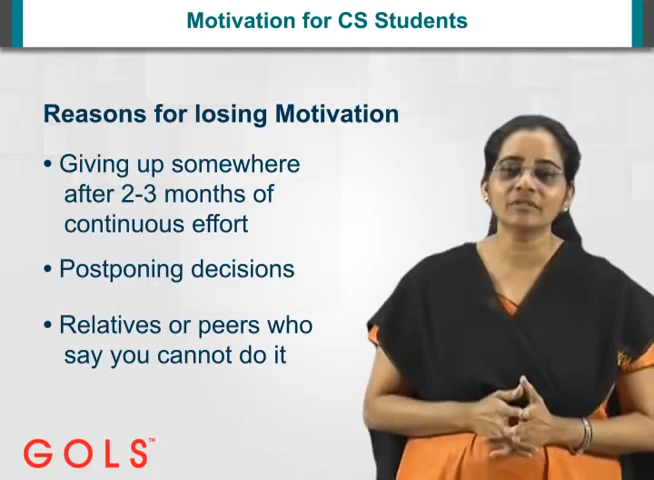 Motivation for CS Students
Reasons for losing Motivation
• Giving up somewhere
after 2-3 months of
continuous effort
• Postponing decisions
• Relatives or peers who
say you cannot do it
GOLS™